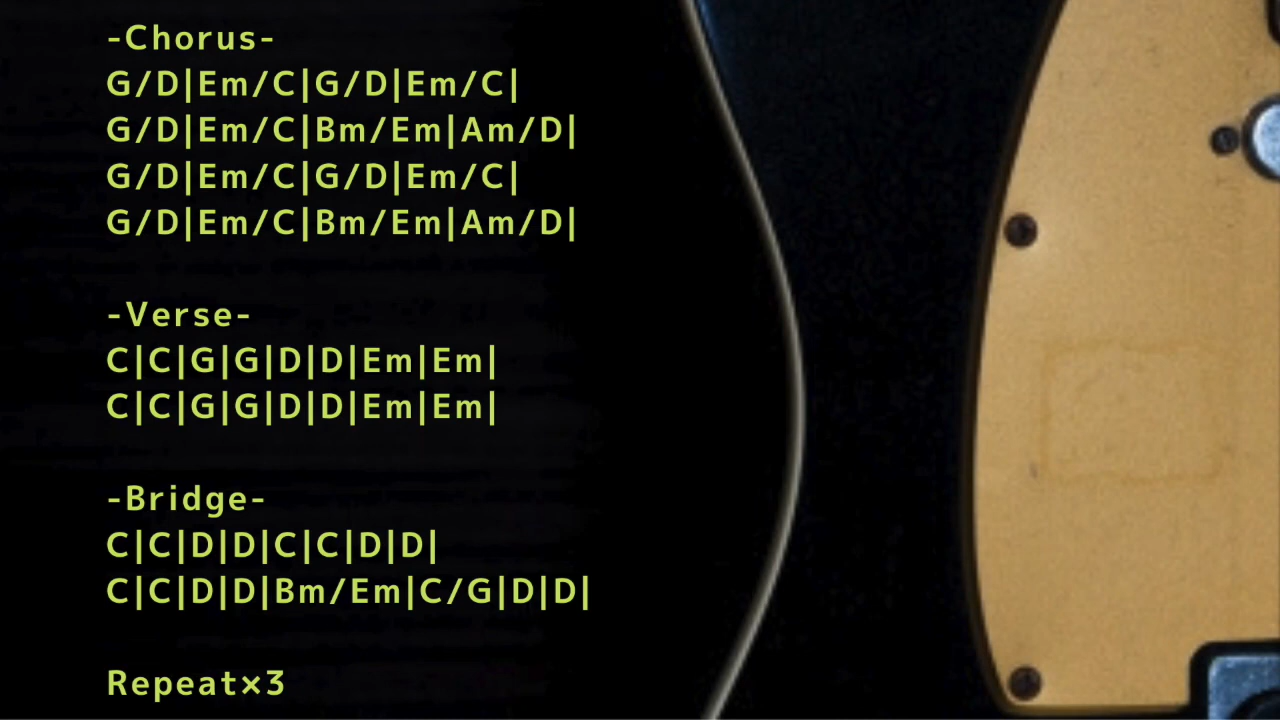 -Chorus-
G/D|Em/C|G/D|Em/C|
G/D|Em/C|Bm/Em|Am/D|
G/D|Em/C|G/D|Em/C|
G/D|Em/C|Bm/Em|Am/D|
-Verse-
C|C|G|G|D|D|Em|Em|
C|C|G|G|D|D|Em|Em|
-Bridge-
C|C|D|D|C|C|D|D|
C|C|D|D|Bm/Em|C/G|D|D|
Repeat×3